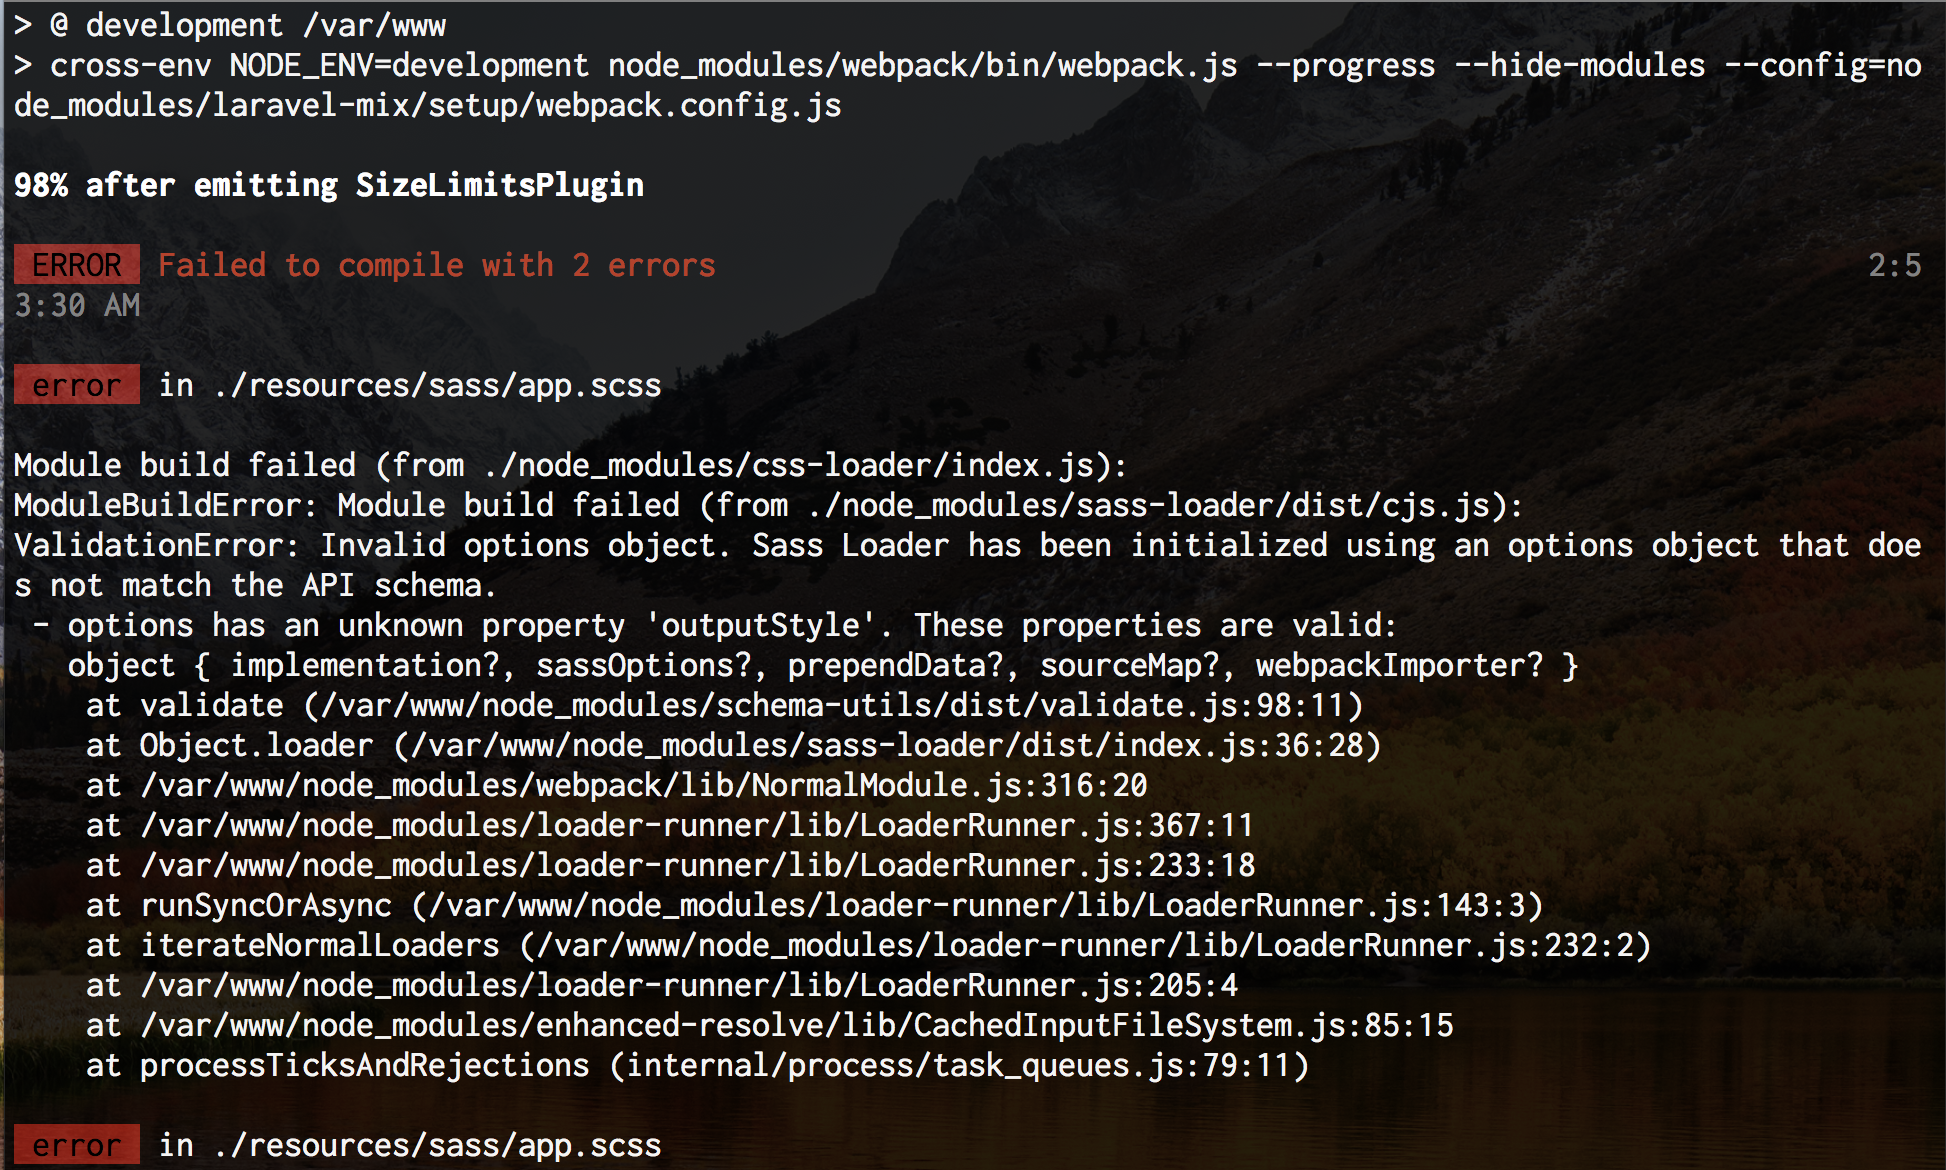 > @ development /var/www
> cross-env NODE_ENV=development node_modules/webpack/bin/webpack.js --progress --hide-modules --config=no
de_modules/laravel-mix/setup/webpack.config.js
98% after emitting SizeLimitsPlugin
ERROR Failed to compile with 2 errors 2:5
3:30 AM
error in ./resources/sass/app.scss
Module build failed (from ./node_modules/css-loader/index.js):
ModuleBuildError: Module build failed (from ./node_modules/sass-loader/dist/cjs.js):
ValidationError: Invalid options object. Sass Loader has been initialized using an options object that doe
s not match the API schema.
 - options has an unknown property 'outputStyle'. These properties are valid:
   object { implementation?, sassOptions?, prependData?, sourceMap?, webpackImporter? }
    at validate (/var/www/node_modules/schema-utils/dist/validate.js:98:11)
    at Object.loader (/var/www/node_modules/sass-loader/dist/index.js:36:28)
    at /var/www/node_modules/webpack/lib/NormalModule.js:316:20
    at /var/www/node_modules/loader-runner/lib/LoaderRunner.js:367:11
    at /var/www/node_modules/loader-runner/lib/LoaderRunner.js:233:18
    at runSyncOrAsync (/var/www/node_modules/loader-runner/lib/LoaderRunner.js:143:3)
    at iterateNormalLoaders (/var/www/node_modules/loader-runner/lib/LoaderRunner.js:232:2)
    at /var/www/node_modules/loader-runner/lib/LoaderRunner.js:205:4
    at /var/www/node_modules/enhanced-resolve/lib/CachedInputFileSystem.js:85:15
    at processTicksAndRejections (internal/process/task_queues.js:79:11)
error in ./resources/sass/app.scss